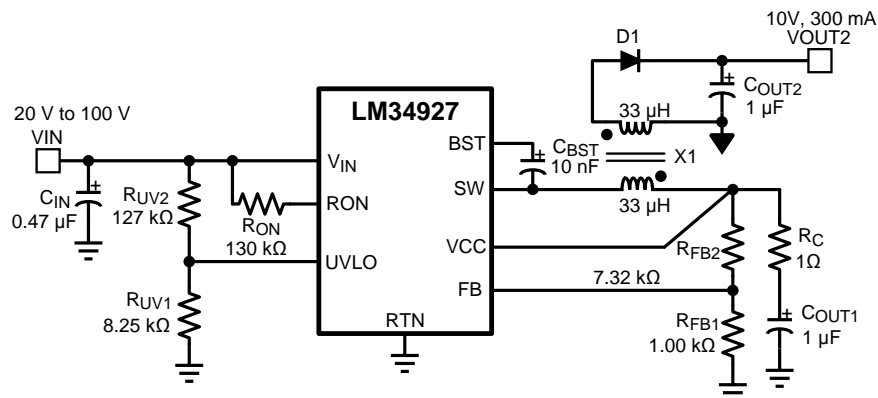 10V, 300 mA
VOUT2
D1
COUT2
1 µF
33 µH
X1
33 µH
20 V to 100 V
VIN
LM34927
BST
CBST
10 nF
VIN
SW
CIN
0.47 µF
RUV2
127 kΩ
RON
RON
130 kΩ
VCC
UVLO
FB
7.32 kΩ
RFB2
RC
1Ω
RUV1
8.25 kΩ
RTN
RFB1
1.00 kΩ
COUT1
1 µF